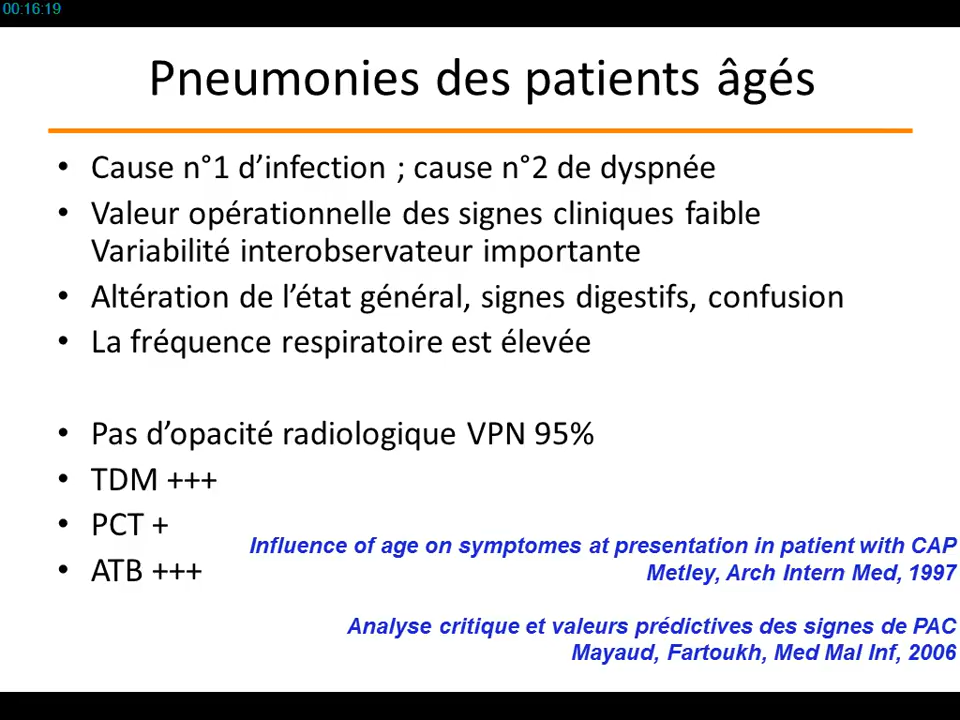 00:16:19
Pneumonies des patients âgés
• Cause n°1 d’infection ; cause n°2 de dyspnée
• Valeur opérationnelle des signes cliniques faible
Variabilité interobservateur importante
• Altération de l’état général, signes digestifs, confusion
• La fréquence respiratoire est élevée
• Pas d’opacité radiologique VPN 95%
• TDM +++
• PCT +
• ATB +++
Influence of age on symptomes at presentation in patient with CAP
Metley, Arch Intern Med, 1997
Analyse critique et valeurs prédictives des signes de PAC
Mayaud, Fartoukh, Med Mal Inf, 2006